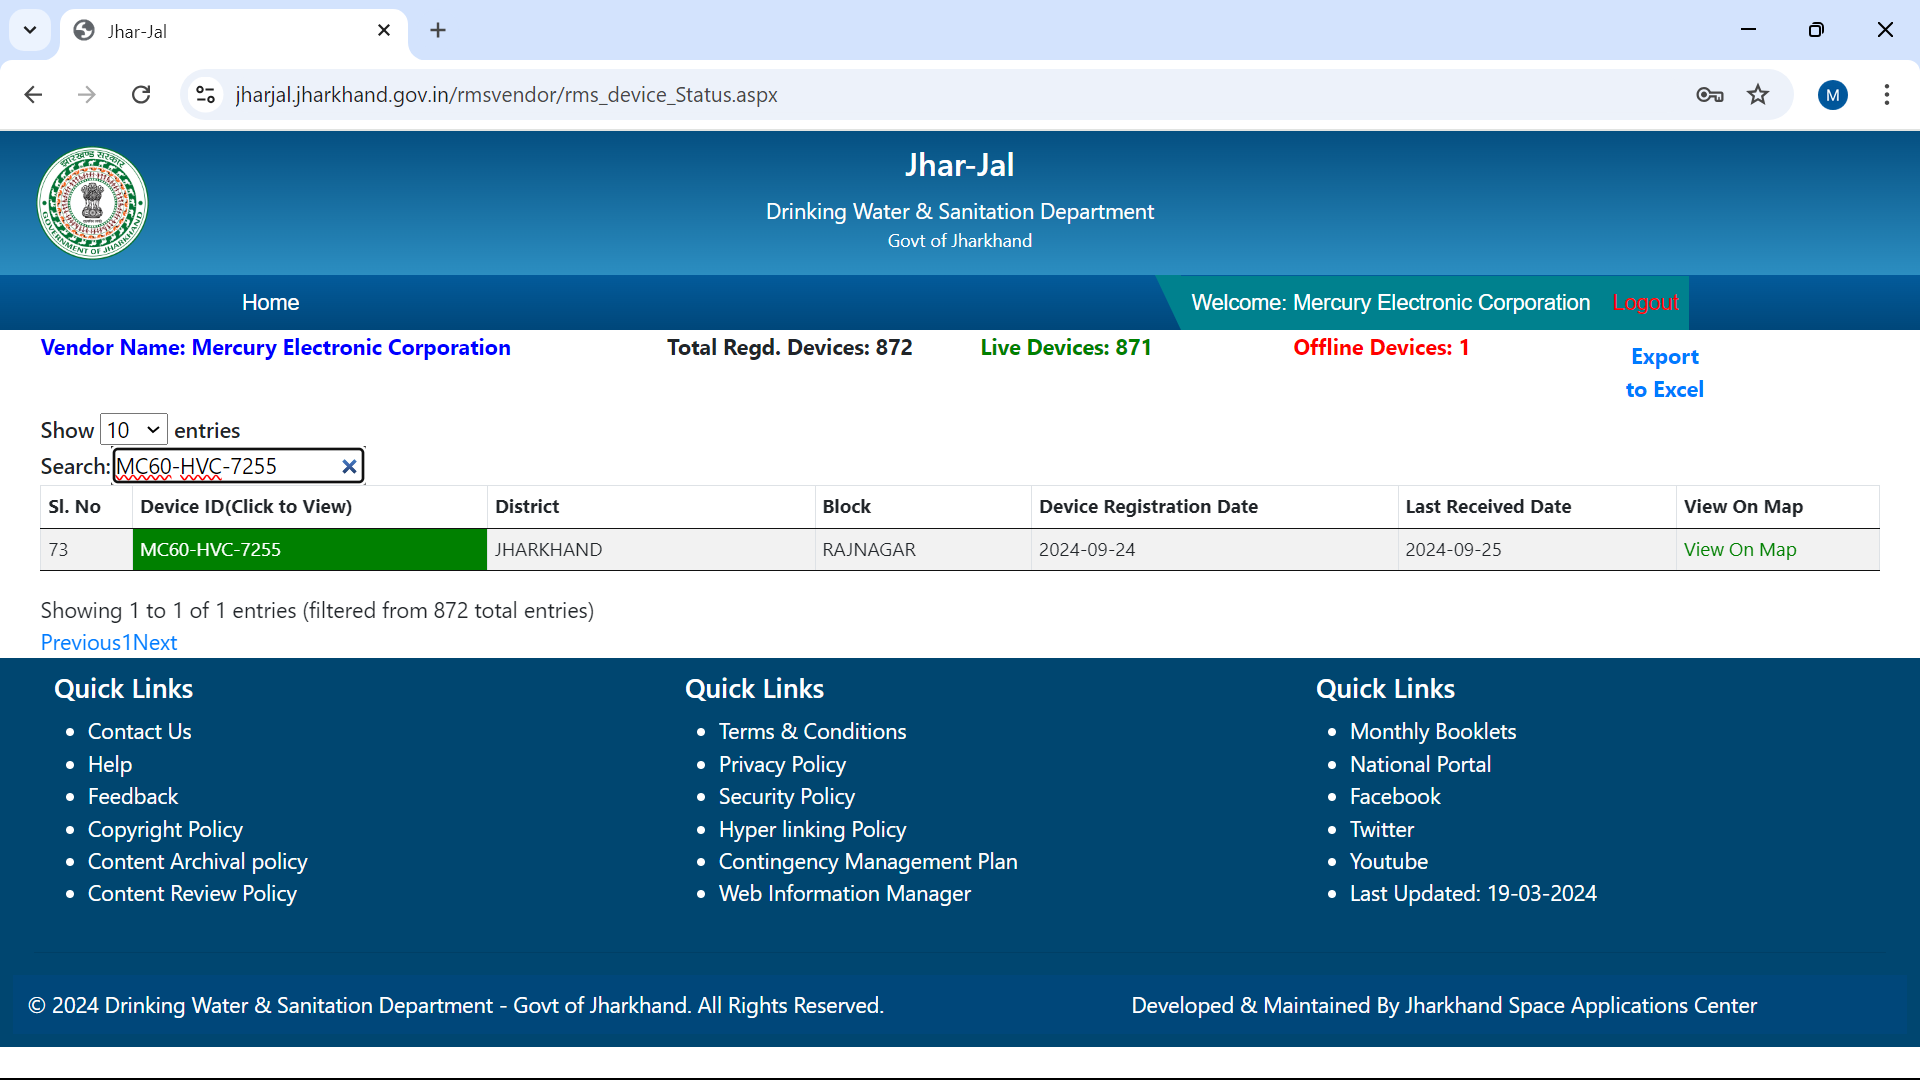 Jhar-Jal
jharjal.jharkhand.gov.in/rmsvendor/rms_device_Status.aspx
M
झारखण्ड सरकार
GOVERNMENT OF JHARKHAND
Jhar-Jal
Drinking Water & Sanitation Department
Govt of Jharkhand
Home
Welcome: Mercury Electronic Corporation Logout
Vendor Name: Mercury Electronic Corporation Total Regd. Devices: 872 Live Devices: 871 Offline Devices: 1
Export
to Excel
Show 10 entries
Search: MC60-HVC-7255
Sl. No Device ID(Click to View) District Block Device Registration Date Last Received Date View On Map
73 MC60-HVC-7255 JHARKHAND RAJNAGAR 2024-09-24 2024-09-25 View On Map
Showing 1 to 1 of 1 entries (filtered from 872 total entries)
Previous1Next
Quick Links
Contact Us
Help
Feedback
Copyright Policy
Content Archival policy
Content Review Policy
Quick Links
Terms & Conditions
Privacy Policy
Security Policy
Hyper linking Policy
Contingency Management Plan
Web Information Manager
Quick Links
Monthly Booklets
National Portal
Facebook
Twitter
Youtube
Last Updated: 19-03-2024
© 2024 Drinking Water & Sanitation Department - Govt of Jharkhand. All Rights Reserved.
Developed & Maintained By Jharkhand Space Applications Center